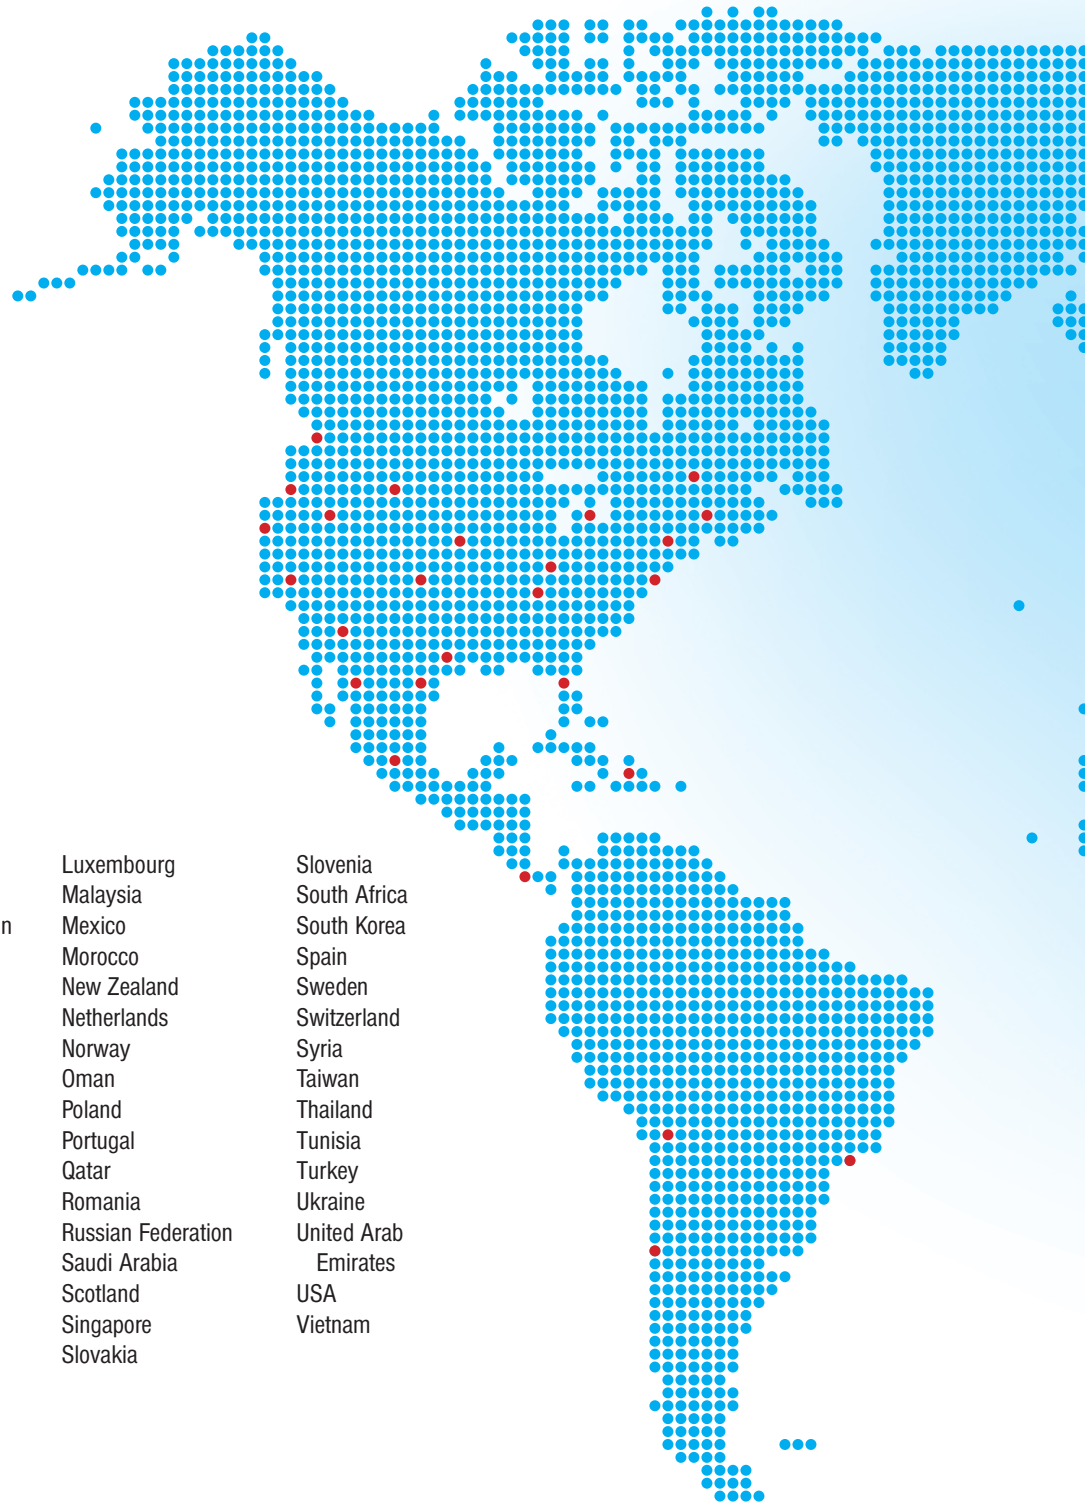 n
Luxembourg
Malaysia
Mexico
Morocco
New Zealand
Netherlands
Norway
Oman
Poland
Portugal
Qatar
Romania
Russian Federation
Saudi Arabia
Scotland
Singapore
Slovakia
Slovenia
South Africa
South Korea
Spain
Sweden
Switzerland
Syria
Taiwan
Thailand
Tunisia
Turkey
Ukraine
United Arab
Emirates
USA
Vietnam